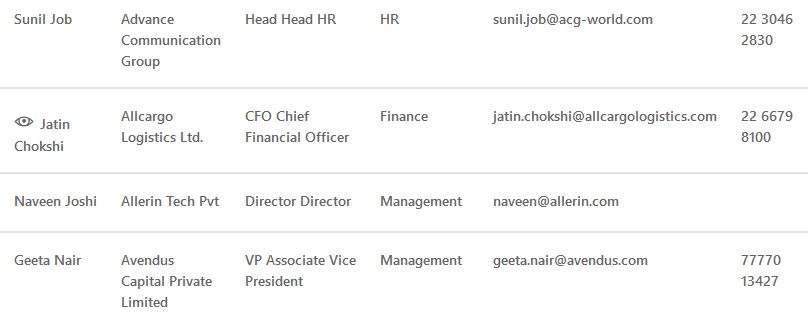 Sunil Job Advance Head Head HR HR sunil.job@acg-world.com 22 3046
Communication 2830
Group
Jatin Allcargo CFO Chief Finance jatin.chokshi@allcargologistics.com 22 6679
Chokshi Logistics Ltd. Financial Officer 8100
Naveen Joshi Allerin Tech Pvt Director Director Management naveen@allerin.com
Geeta Nair Avendus VP Associate Vice Management geeta.nair@avendus.com 77770
Capital Private President 13427
Limited